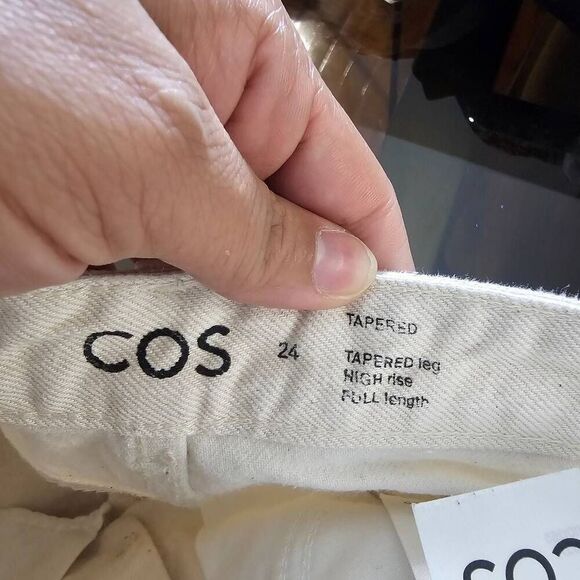 COS
24
TAPERED
TAPERED leg
HIGH rise
FULL length
COS